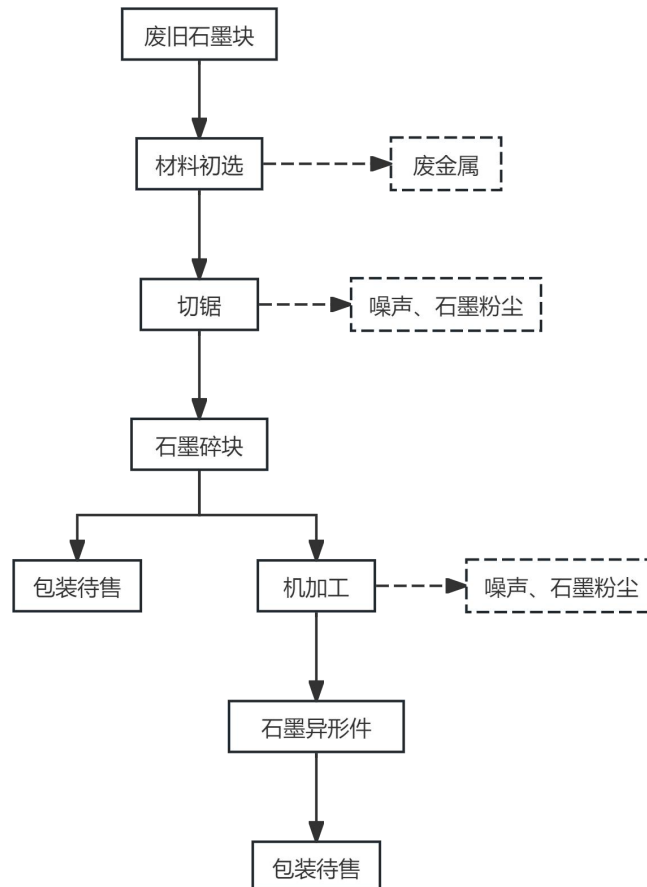 废旧石墨块
材料初选
废金属
切锯
噪声、石墨粉尘
石墨碎块
包装待售
机加工
噪声、石墨粉尘
石墨异形件
包装待售